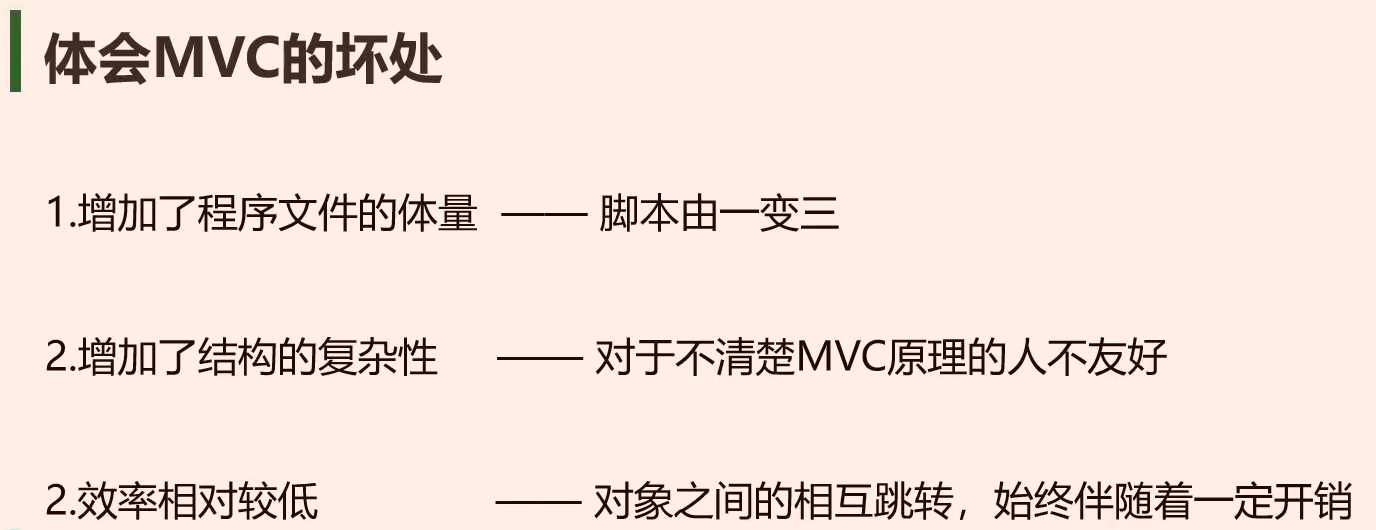 体会MVC的坏处
1.增加了程序文件的体量 —— 脚本由一变三
2.增加了结构的复杂性 —— 对于不清楚MVC原理的人不友好
2.效率相对较低 —— 对象之间的相互跳转，始终伴随着一定开销